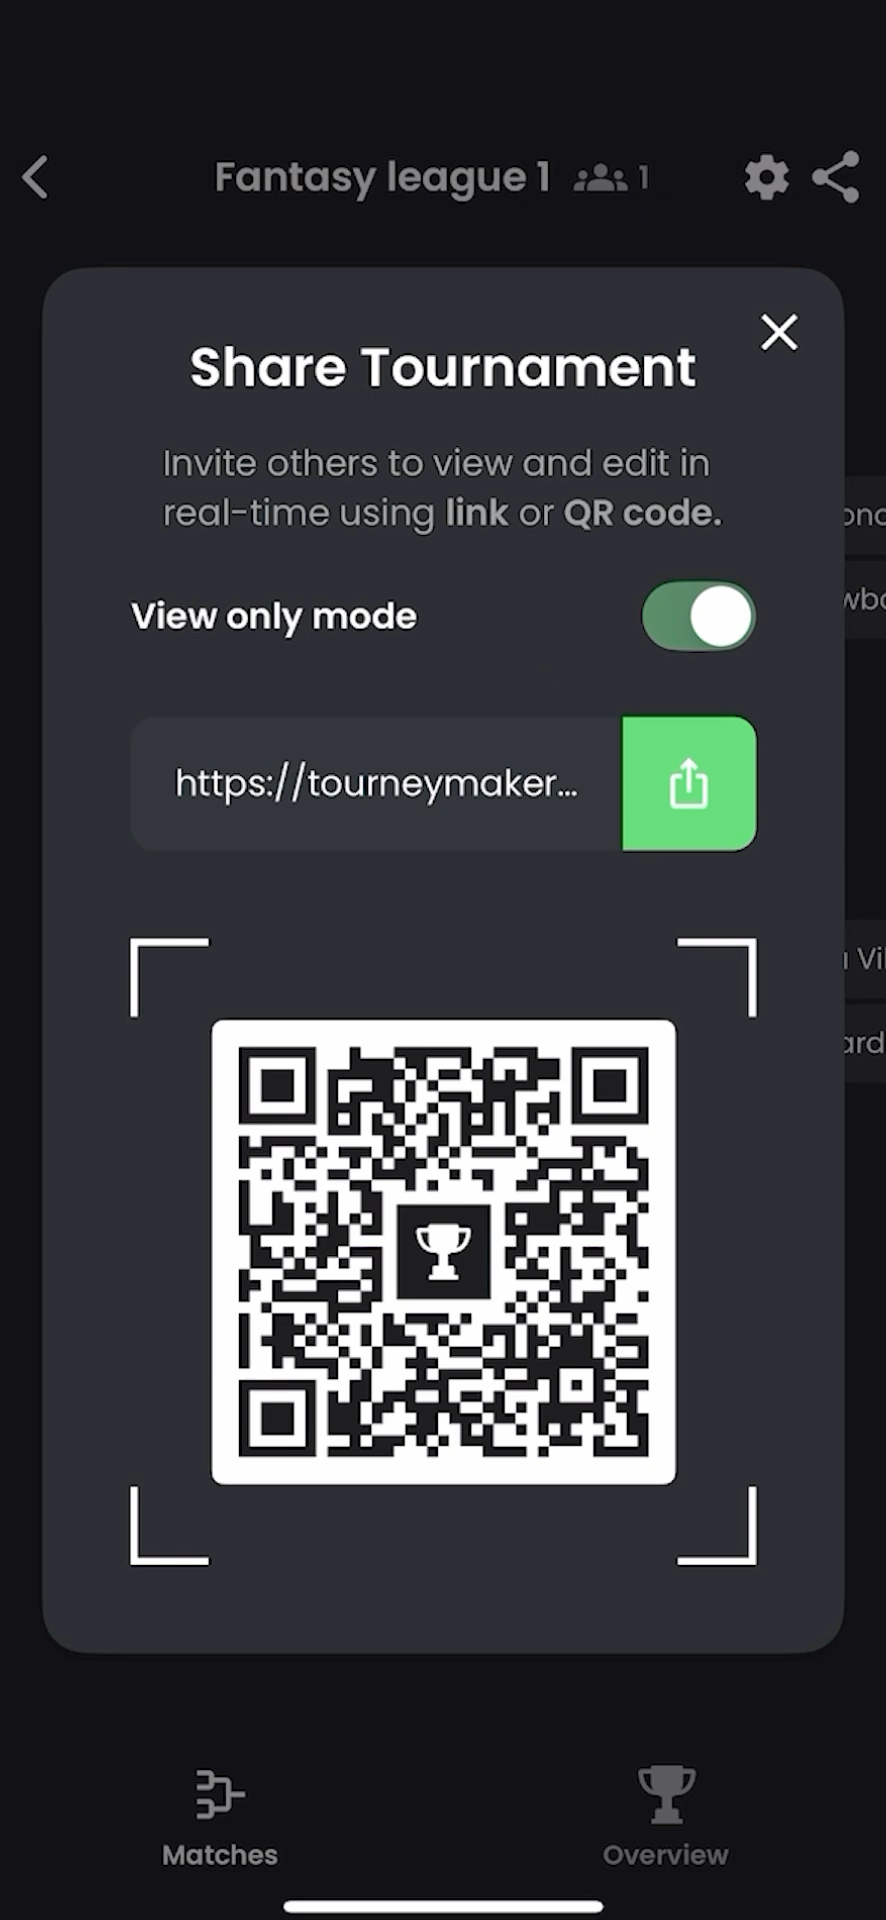 Fantasy league 1 1
Share Tournament
Invite others to view and edit in
real-time using link or QR code.
View only mode
https://tourneymaker...
Matches
Overview